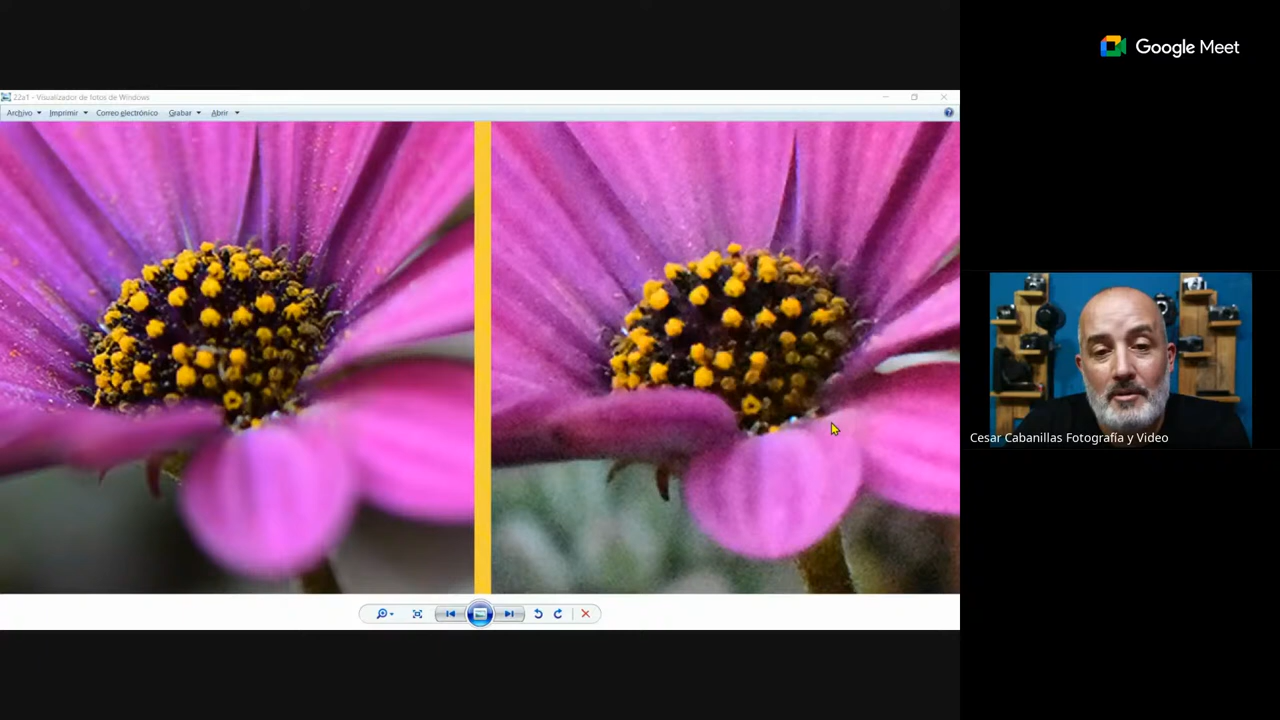 Google Meet
22a1 - Visualizador de fotos de Windows
Archivo Imprimir Correo electrónico Grabar Abrir
Cesar Cabanillas Fotografía y Video